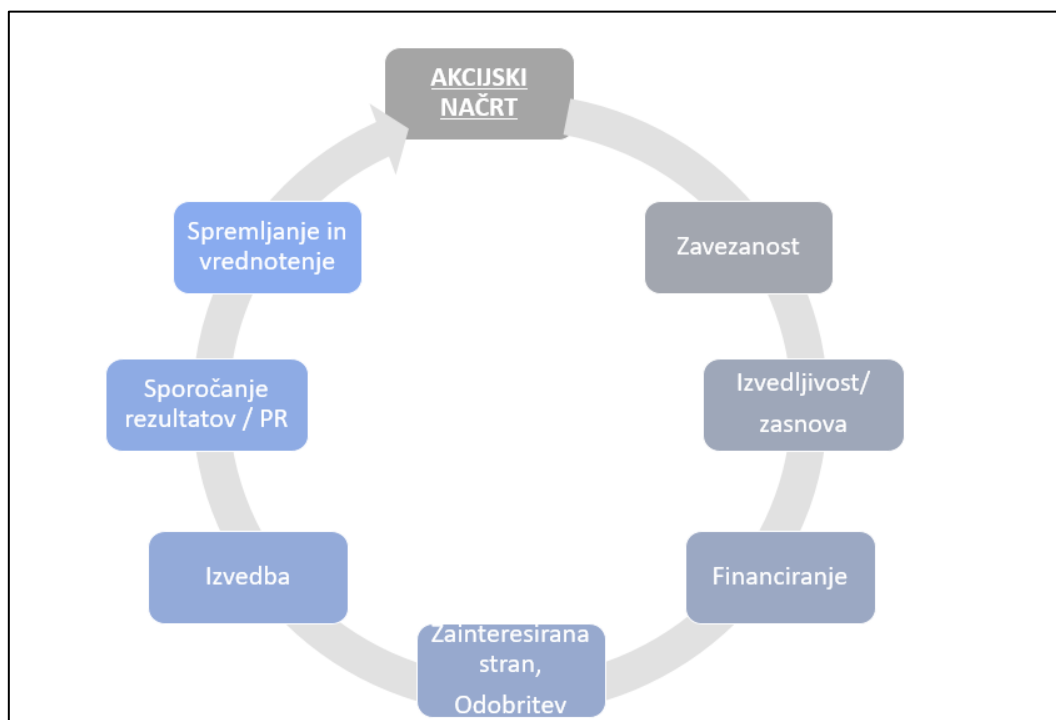 AKCIJSKI
NAČRT
Zavezanost
Izvedljivost/
zasnova
Financiranje
Zainteresirana
stran,
Odobritev
Izvedba
Sporočanje
rezultatov / PR
Spremljanje in
vrednotenje